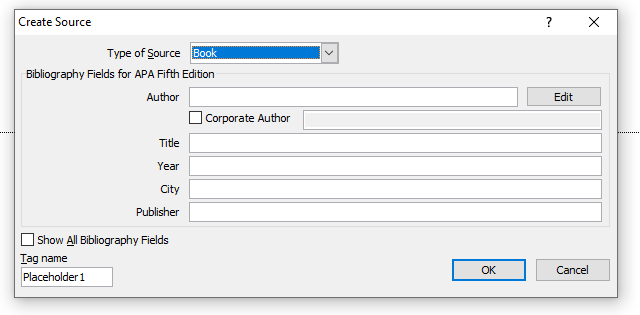 Create Source
?
Type of Source Book
Bibliography Fields for APA Fifth Edition
Author Edit
Corporate Author
Title
Year
City
Publisher
Show All Bibliography Fields
Tag name
Placeholder1
OK Cancel